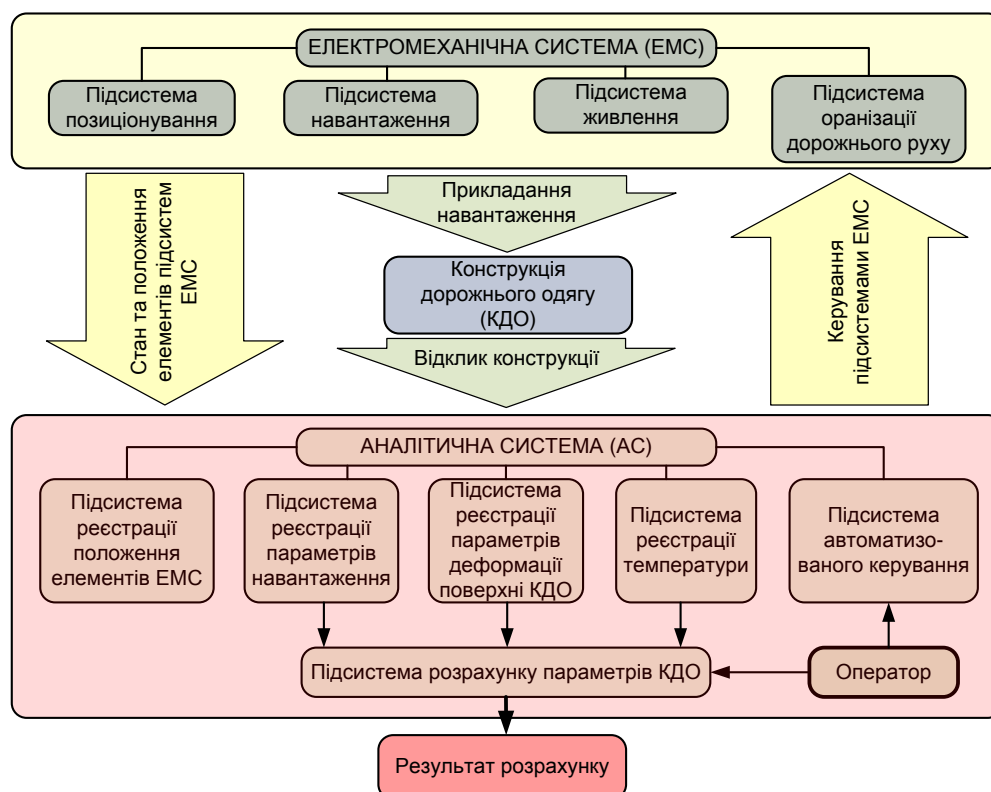 ЕЛЕКТРОМЕХАНІЧНА СИСТЕМА (ЕМС)
Підсистема
позиціонування
Підсистема
навантаження
Підсистема
живлення
Підсистема
оранізації
дорожнього руху
Стан та положення
елементів підсистем
ЕМС
Прикладання
навантаження
Конструкція
дорожнього одягу
(КДО)
Відклик конструкції
Керування
підсистемами ЕМС
АНАЛІТИЧНА СИСТЕМА (АС)
Підсистема
реєстрації
положення
елементів ЕМС
Підсистема
реєстрації
параметрів
навантаження
Підсистема
реєстрації
параметрів
деформації
поверхні КДО
Підсистема
реєстрації
температури
Підсистема
автоматизо-
ваного керування
Підсистема розрахунку параметрів КДО
Оператор
Результат розрахунку